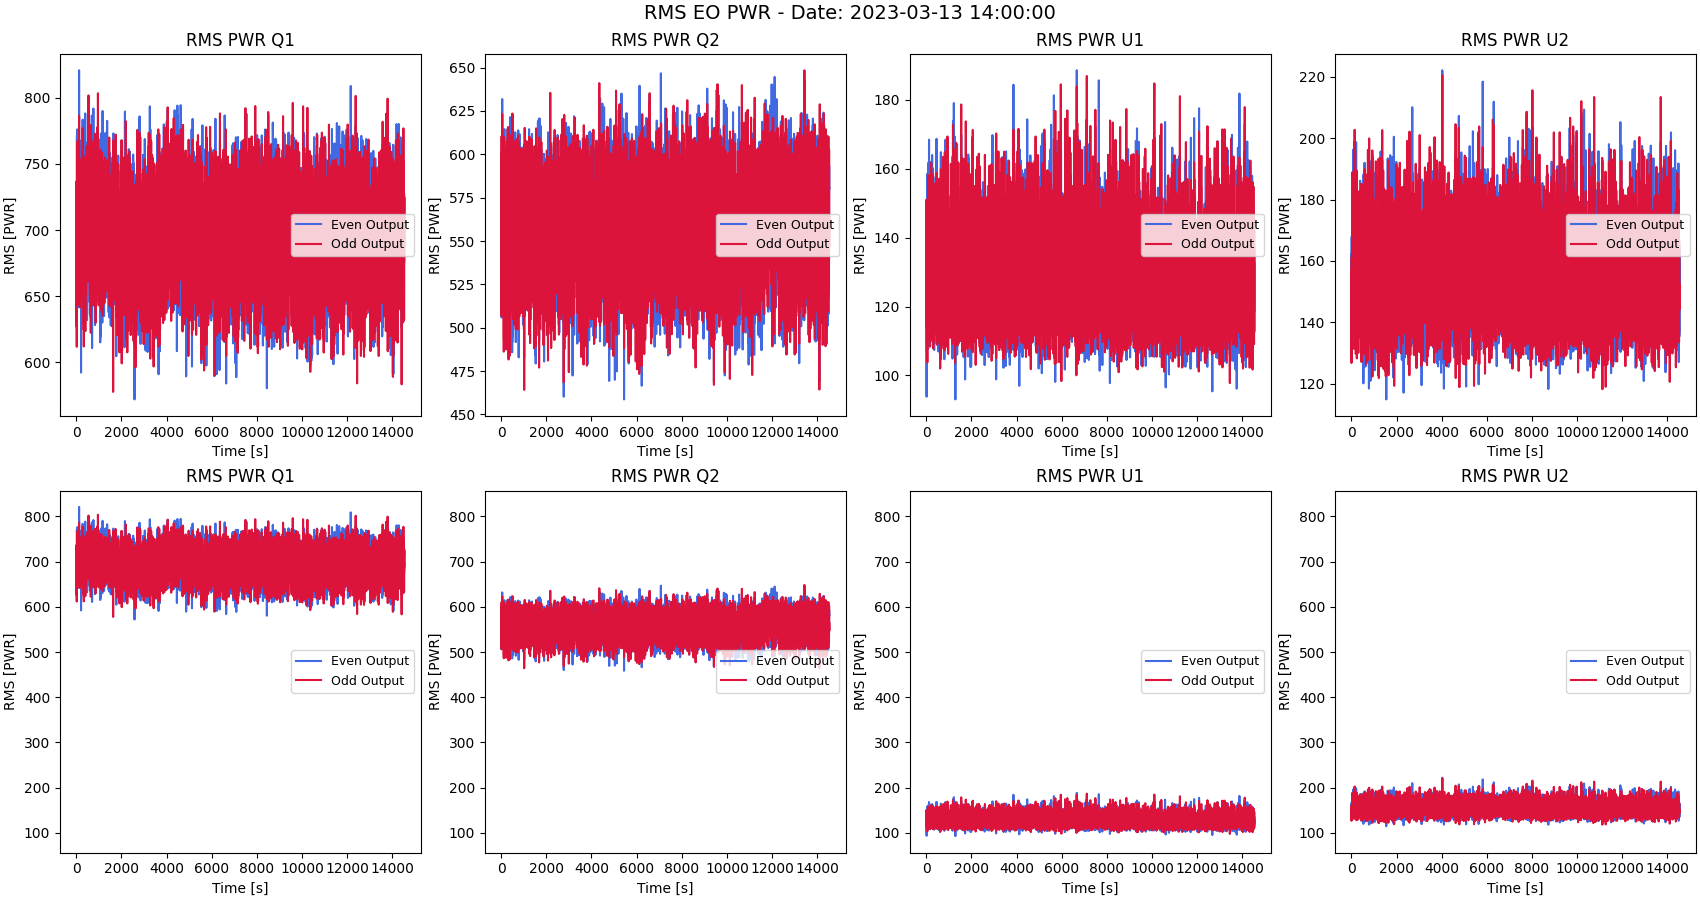 RMS EO PWR - Date: 2023-03-13 14:00:00
RMS PWR Q1
RMS [PWR]
800
750
700
650
600
0 2000 4000 6000 8000 10000 12000 14000
Time [s]
Even Output
Odd Output
RMS PWR Q2
RMS [PWR]
650
625
600
575
550
525
500
475
450
0 2000 4000 6000 8000 10000 12000 14000
Time [s]
Even Output
Odd Output
RMS PWR U1
RMS [PWR]
180
160
140
120
100
0 2000 4000 6000 8000 10000 12000 14000
Time [s]
Even Output
Odd Output
RMS PWR U2
RMS [PWR]
220
200
180
160
140
120
0 2000 4000 6000 8000 10000 12000 14000
Time [s]
Even Output
Odd Output
RMS PWR Q1
RMS [PWR]
800
700
600
500
400
300
200
100
0 2000 4000 6000 8000 10000 12000 14000
Time [s]
Even Output
Odd Output
RMS PWR Q2
RMS [PWR]
800
700
600
500
400
300
200
100
0 2000 4000 6000 8000 10000 12000 14000
Time [s]
Even Output
Odd Output
RMS PWR U1
RMS [PWR]
800
700
600
500
400
300
200
100
0 2000 4000 6000 8000 10000 12000 14000
Time [s]
Even Output
Odd Output
RMS PWR U2
RMS [PWR]
800
700
600
500
400
300
200
100
0 2000 4000 6000 8000 10000 12000 14000
Time [s]
Even Output
Odd Output